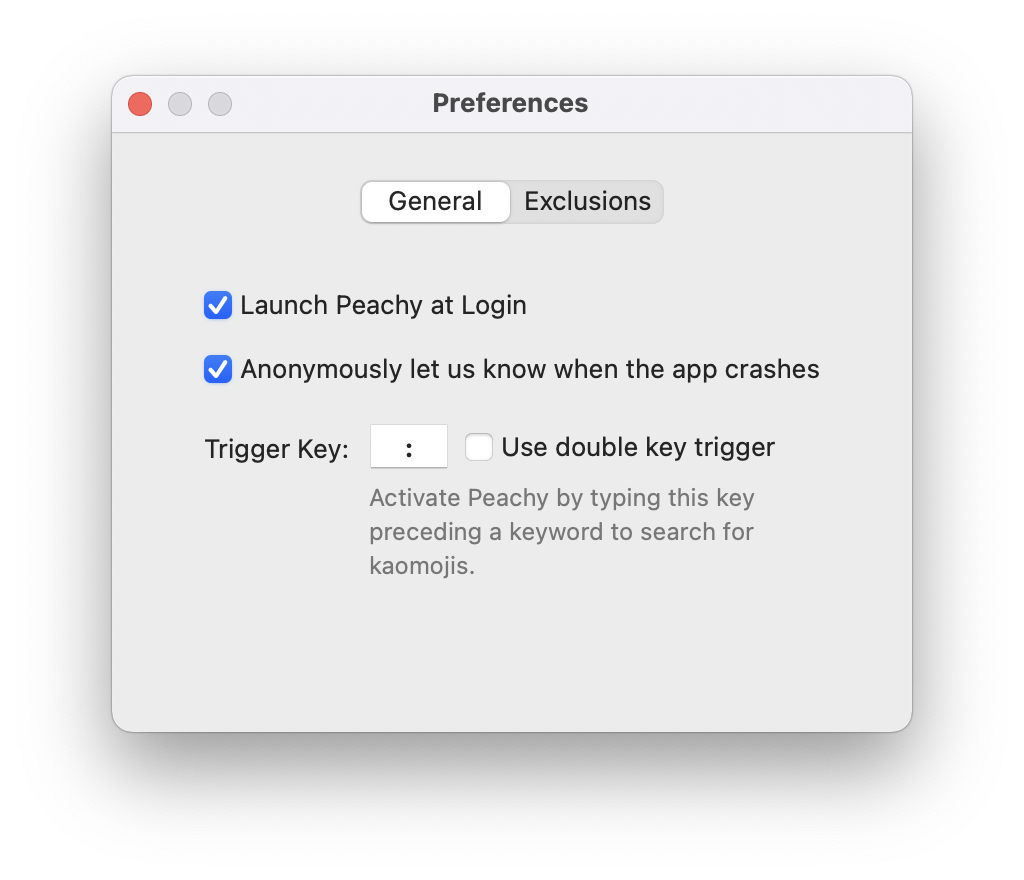 Preferences
General Exclusions
Launch Peachy at Login
Anonymously let us know when the app crashes
Trigger Key: : Use double key trigger
Activate Peachy by typing this key
preceding a keyword to search for
kaomojis.